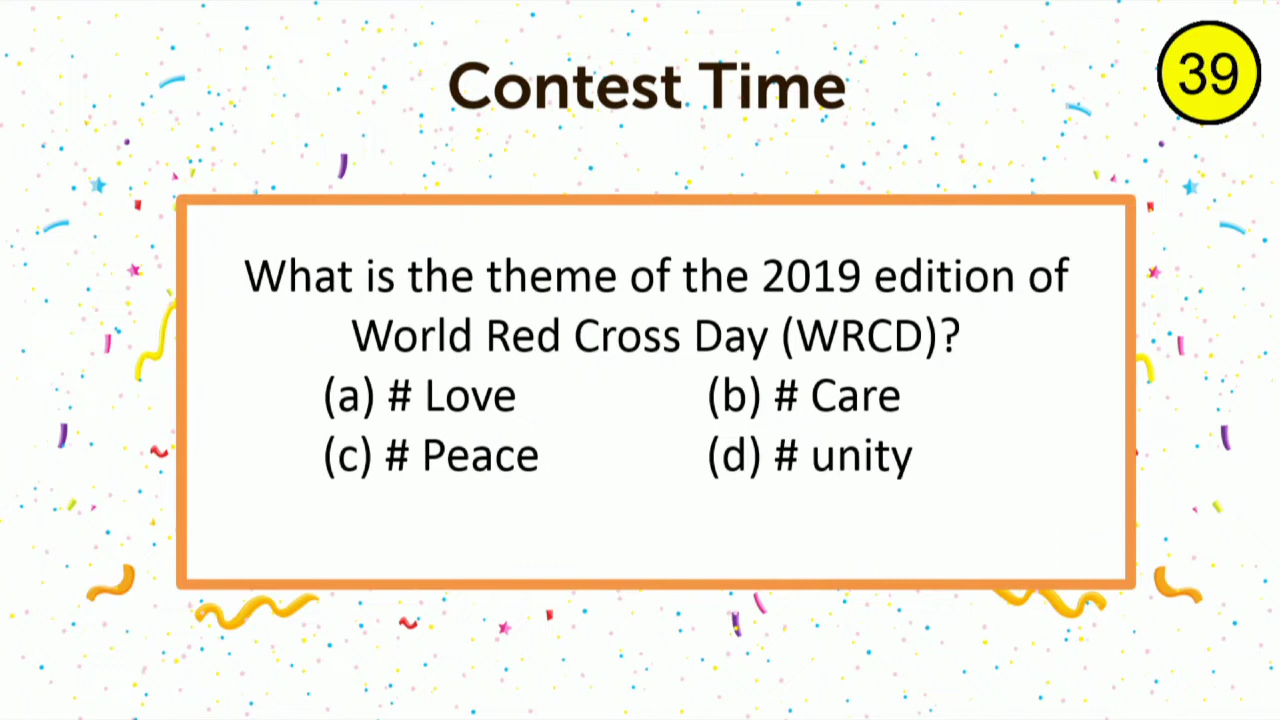 Contest Time
39
What is the theme of the 2019 edition of
World Red Cross Day (WRCD)?
(a) # Love (b) # Care
(c) # Peace (d) # unity